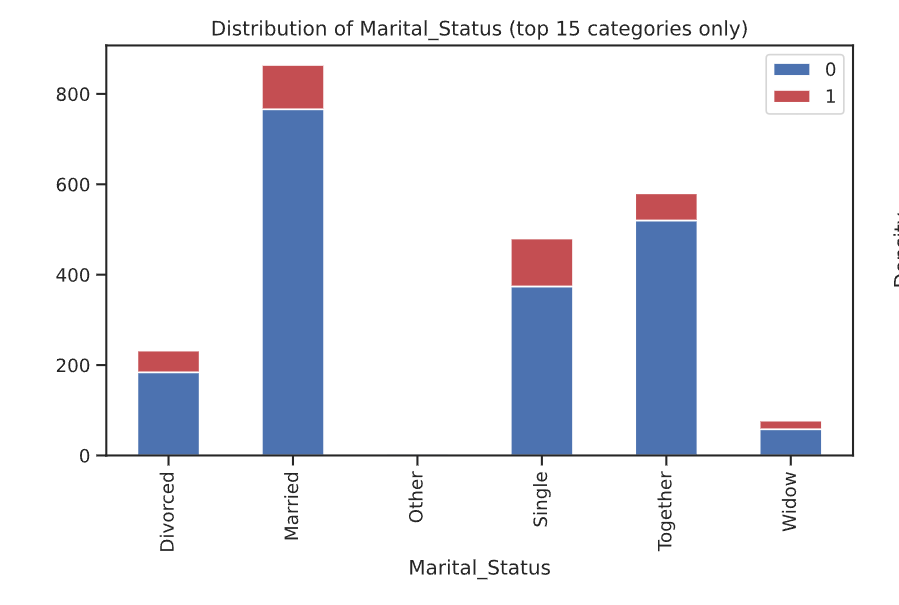 Distribution of Marital_Status (top 15 categories only)
0
1
800
600
400
200
0
Divorced
Married
Other
Single
Together
Widow
Marital_Status